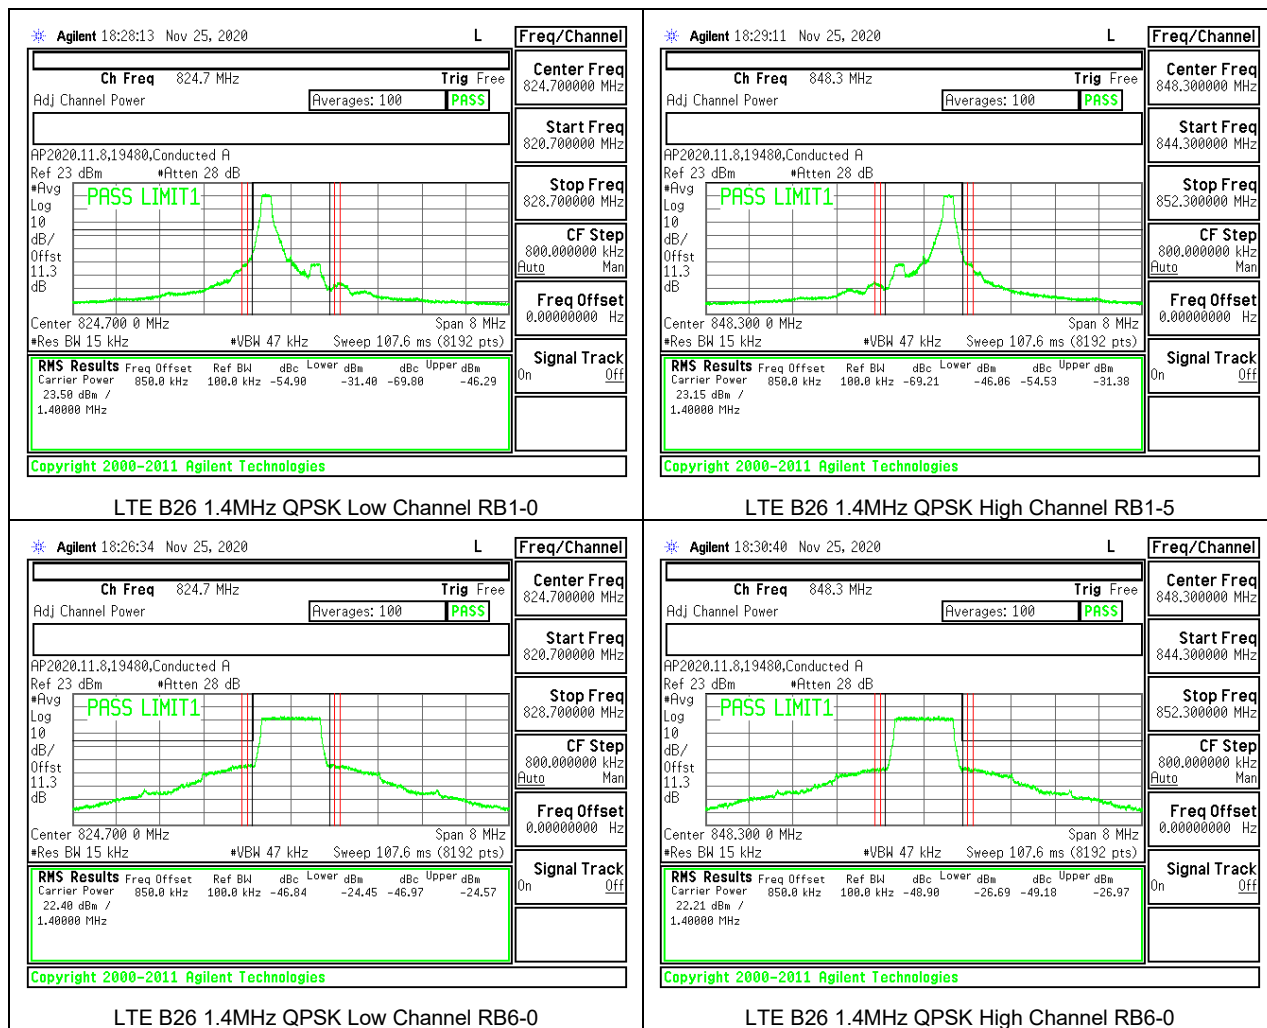 Agilent 18:28:13 Nov 25, 2020 L Freq/Channel
Ch Freq 824.7 MHz Trig Free
Adj Channel Power Averages: 100 PASS
AP2020.11.8,19480,Conducted A
Ref 23 dBm #Atten 28 dB
#Avg
Log
10
dB/
Offst
11.3
dB
PASS LIMIT1
Center 824.700 0 MHz Span 8 MHz
#Res BW 15 kHz #VBW 47 kHz Sweep 107.6 ms (8192 pts)
RMS Results Freq Offset Ref BW dBc Lower dBm dBc Upper dBm
Carrier Power 850.0 kHz 100.0 kHz -54.90 -31.40 -69.80 -46.29
23.50 dBm /
1.40000 MHz
Copyright 2000-2011 Agilent Technologies
Center Freq
824.700000 MHz
Start Freq
820.700000 MHz
Stop Freq
828.700000 MHz
CF Step
800.000000 kHz
Auto Man
Freq Offset
0.00000000 Hz
Signal Track
On Off
LTE B26 1.4MHz QPSK Low Channel RB1-0
Agilent 18:29:11 Nov 25, 2020 L Freq/Channel
Ch Freq 848.3 MHz Trig Free
Adj Channel Power Averages: 100 PASS
AP2020.11.8,19480,Conducted A
Ref 23 dBm #Atten 28 dB
#Avg
Log
10
dB/
Offst
11.3
dB
PASS LIMIT1
Center 848.300 0 MHz Span 8 MHz
#Res BW 15 kHz #VBW 47 kHz Sweep 107.6 ms (8192 pts)
RMS Results Freq Offset Ref BW dBc Lower dBm dBc Upper dBm
Carrier Power 850.0 kHz 100.0 kHz -69.21 -46.06 -54.53 -31.38
23.15 dBm /
1.40000 MHz
Copyright 2000-2011 Agilent Technologies
Center Freq
848.300000 MHz
Start Freq
844.300000 MHz
Stop Freq
852.300000 MHz
CF Step
800.000000 kHz
Auto Man
Freq Offset
0.00000000 Hz
Signal Track
On Off
LTE B26 1.4MHz QPSK High Channel RB1-5
Agilent 18:26:34 Nov 25, 2020 L Freq/Channel
Ch Freq 824.7 MHz Trig Free
Adj Channel Power Averages: 100 PASS
AP2020.11.8,19480,Conducted A
Ref 23 dBm #Atten 28 dB
#Avg
Log
10
dB/
Offst
11.3
dB
PASS LIMIT1
Center 824.700 0 MHz Span 8 MHz
#Res BW 15 kHz #VBW 47 kHz Sweep 107.6 ms (8192 pts)
RMS Results Freq Offset Ref BW dBc Lower dBm dBc Upper dBm
Carrier Power 850.0 kHz 100.0 kHz -46.84 -24.45 -46.97 -24.57
22.40 dBm /
1.40000 MHz
Copyright 2000-2011 Agilent Technologies
Center Freq
824.700000 MHz
Start Freq
820.700000 MHz
Stop Freq
828.700000 MHz
CF Step
800.000000 kHz
Auto Man
Freq Offset
0.00000000 Hz
Signal Track
On Off
LTE B26 1.4MHz QPSK Low Channel RB6-0
Agilent 18:30:40 Nov 25, 2020 L Freq/Channel
Ch Freq 848.3 MHz Trig Free
Adj Channel Power Averages: 100 PASS
AP2020.11.8,19480,Conducted A
Ref 23 dBm #Atten 28 dB
#Avg
Log
10
dB/
Offst
11.3
dB
PASS LIMIT1
Center 848.300 0 MHz Span 8 MHz
#Res BW 15 kHz #VBW 47 kHz Sweep 107.6 ms (8192 pts)
RMS Results Freq Offset Ref BW dBc Lower dBm dBc Upper dBm
Carrier Power 850.0 kHz 100.0 kHz -48.90 -26.69 -49.18 -26.97
22.21 dBm /
1.40000 MHz
Copyright 2000-2011 Agilent Technologies
Center Freq
848.300000 MHz
Start Freq
844.300000 MHz
Stop Freq
852.300000 MHz
CF Step
800.000000 kHz
Auto Man
Freq Offset
0.00000000 Hz
Signal Track
On Off
LTE B26 1.4MHz QPSK High Channel RB6-0